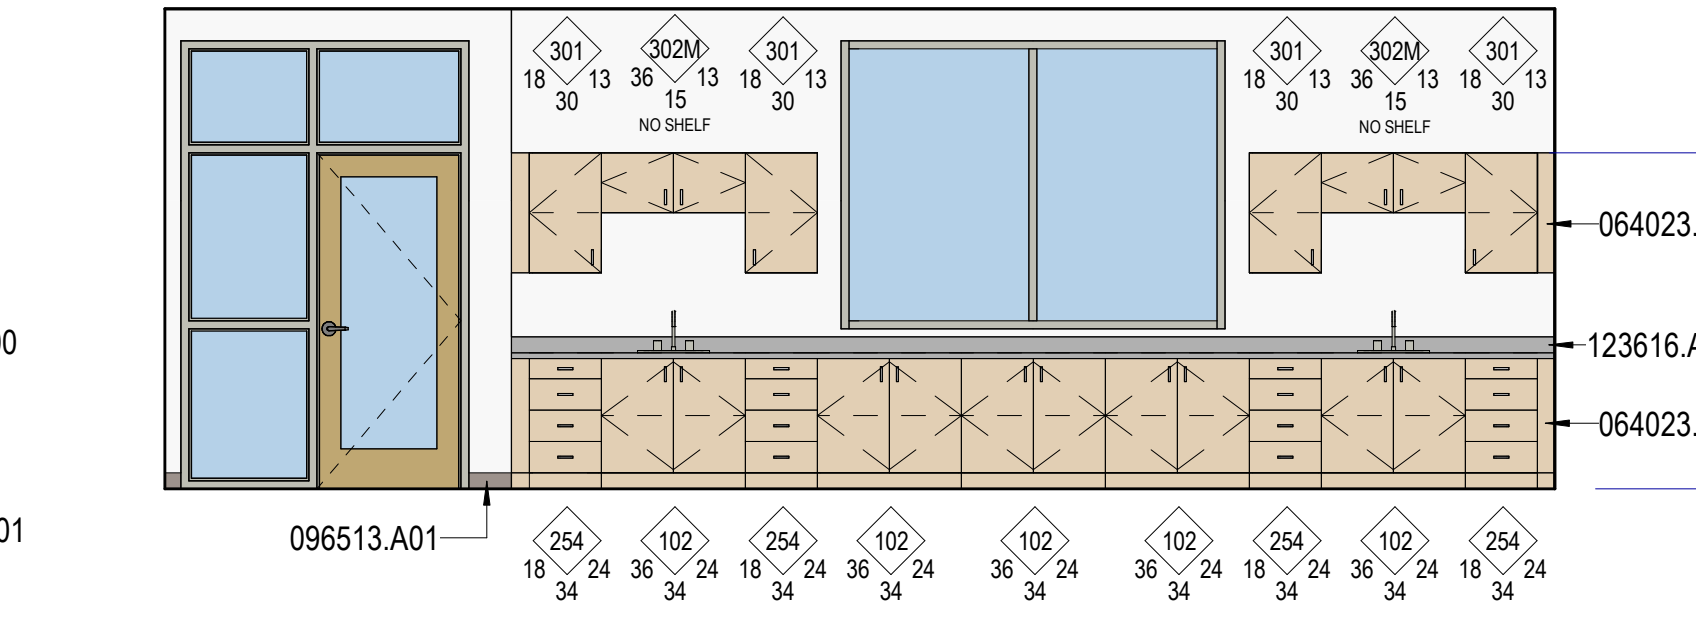 301 302M 301 301 302M 301
18 13 36 13 18 13 18 13 36 13 18 13
30 15 30 30 15 30
NO SHELF NO SHELF
064023.
00
123616.A
064023.
01
096513.A01
254 102 254 102 102 102 254 102 254
18 24 36 24 18 24 36 24 36 24 36 24 18 24 36 24 18 24
34 34 34 34 34 34 34 34 34